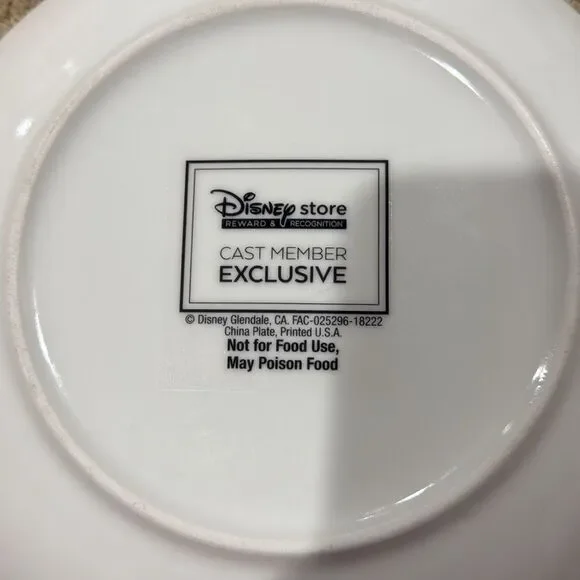 Disney store
REWARD & RECOGNITION
CAST MEMBER
EXCLUSIVE
© Disney Glendale, CA. FAC-025296-18222
China Plate, Printed U.S.A.
Not for Food Use,
May Poison Food